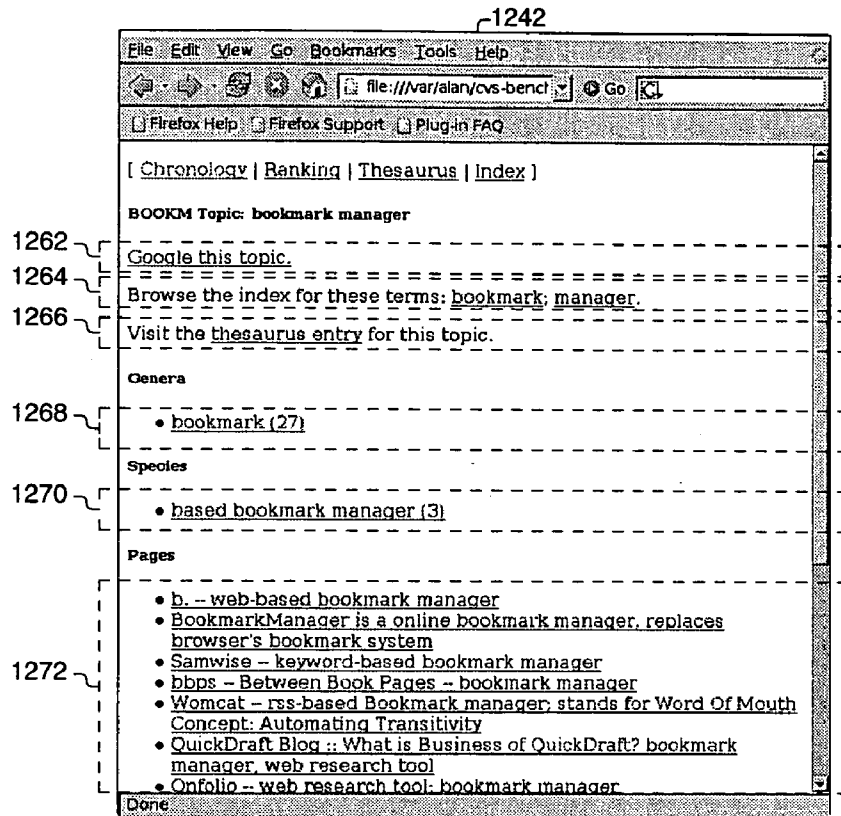 1242
File Edit View Go Bookmarks Tools Help
file:///var/alan/cvs-bench Go
Firefox Help Firefox Support Plug-in FAQ
[ Chronology | Ranking | Thesaurus | Index ]
BOOKM Topic: bookmark manager
1262
Google this topic.
1264
Browse the index for these terms: bookmark; manager.
1266
Visit the thesaurus entry for this topic.
Genera
1268
• bookmark (27)
Species
1270
• based bookmark manager (3)
Pages
1272
• b. -- web-based bookmark manager
• BookmarkManager is a online bookmark manager, replaces
browser's bookmark system
• Samwise -- keyword-based bookmark manager
• bbps -- Between Book Pages -- bookmark manager
• Womcat -- rss-based Bookmark manager; stands for Word Of Mouth
Concept: Automating Transitivity
• QuickDraft Blog :: What is Business of QuickDraft? bookmark
manager, web research tool
• Onfolio -- web research tool; bookmark manager
Done